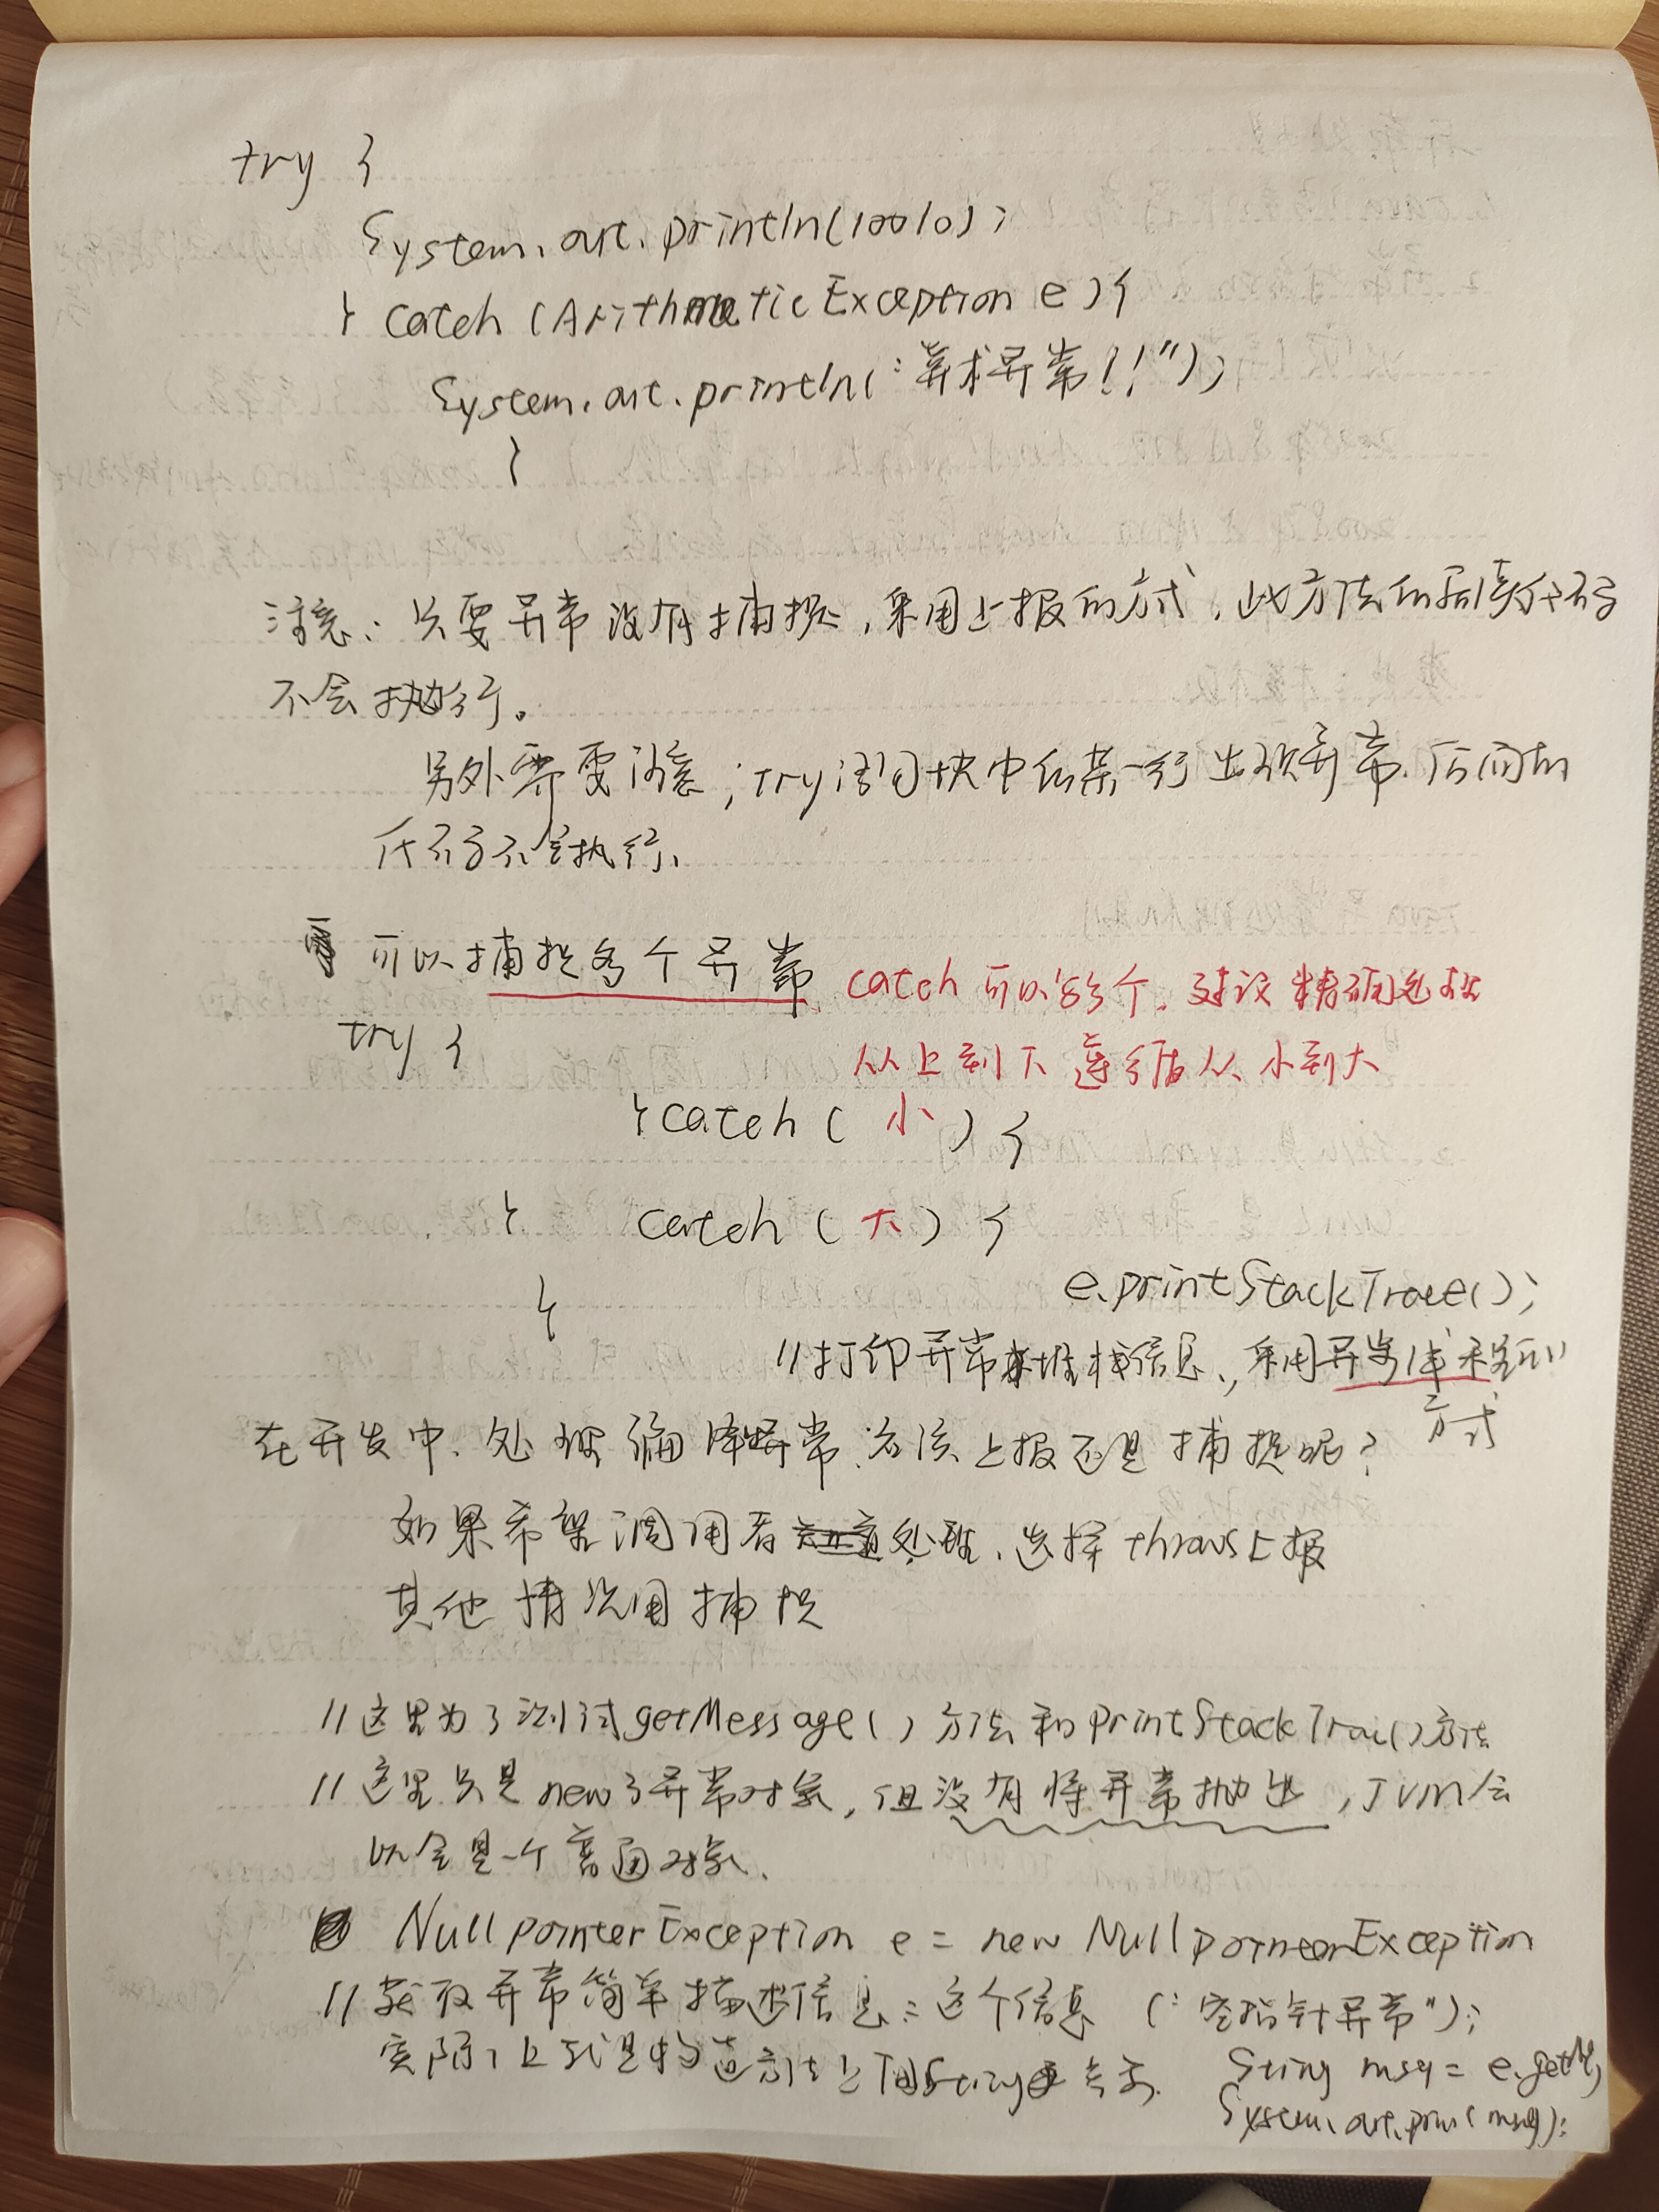 try {
System.out.println(100/0);
} catch (ArithmeticException e) {
System.out.println("算术异常!!");
}
注意：只要异常没有捕捉，采用上报的方式，此方法的后续代码
不会执行。
另外需要注意；try语句块中的某一行出现异常，后面的
代码不会执行、
可以捕捉多个异常 catch可以写多个．建议精确处理
try { 从上到下 遵循从小到大
} catch ( 小 ) {
} catch ( 大 ) {
} e.printStackTrace();
//打印异常堆栈信息，采用异步线程的
方式
在开发中．处理编译异常．应该上报还是捕捉呢？
如果希望调用者处理、选择throws上报
其他情况用捕捉
//这里为了测试getMessage()方法和printStackTrac()方法
//这里只是new了异常对象，但没有将异常抛出，JVM会
以会是一个普通对象．
NullpointerException e = new NullpointerException
//获取异常简单描述信息：这个信息 ("空指针异常");
实际上就是构造方法上面String参数． Sting msg = e.getM
System.out.prin(msg);